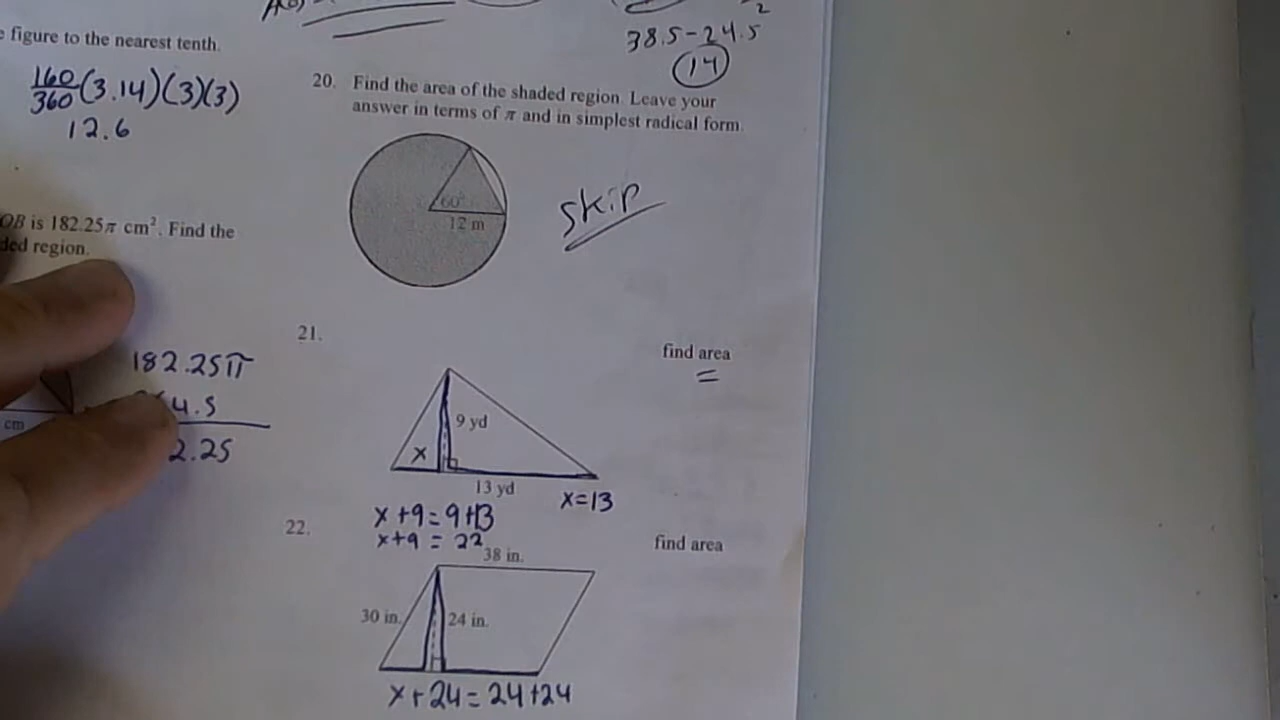 38.5-24.5
14
e figure to the nearest tenth.
160/360 (3.14)(3)(3)
12.6
20. Find the area of the shaded region. Leave your
answer in terms of π and in simplest radical form.
60°
12 m
skip
OB is 182.25π cm². Find the
ded region.
182.25π
4.5
2.25
cm
21.
find area
=
9 yd
x
13 yd
x=13
x+9=9+13
x+9=22
22.
find area
38 in.
30 in.
24 in.
x+24=24+24